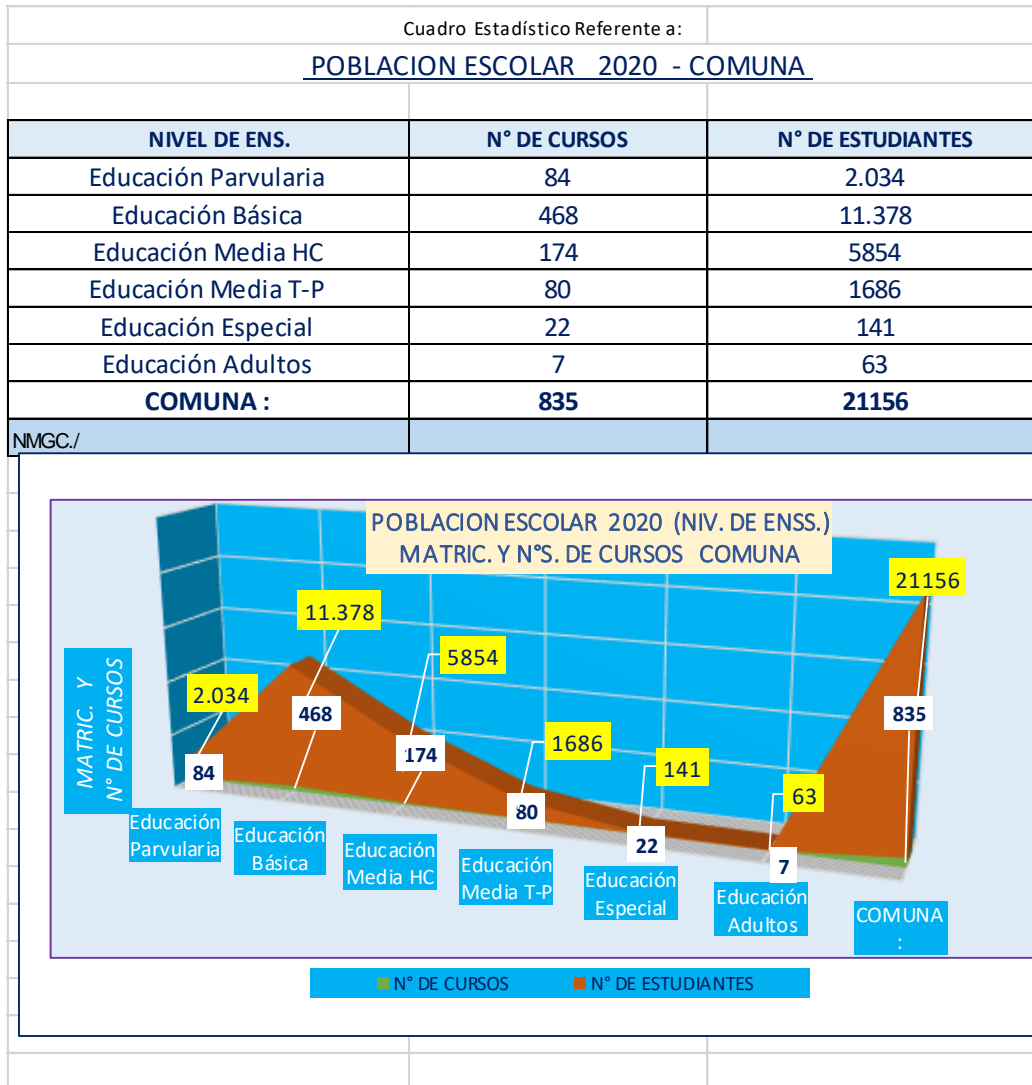 Cuadro Estadístico Referente a:
POBLACION ESCOLAR 2020 - COMUNA
NIVEL DE ENS. N° DE CURSOS N° DE ESTUDIANTES
Educación Parvularia 84 2.034
Educación Básica 468 11.378
Educación Media HC 174 5854
Educación Media T-P 80 1686
Educación Especial 22 141
Educación Adultos 7 63
COMUNA : 835 21156
NMGC./
POBLACION ESCOLAR 2020 (NIV. DE ENSS.)
MATRIC. Y N°S. DE CURSOS COMUNA
MATRIC. Y
N° DE CURSOS
2.034
11.378
5854
1686
141
63
21156
84
468
174
80
22
7
835
Educación
Parvularia
Educación
Básica
Educación
Media HC
Educación
Media T-P
Educación
Especial
Educación
Adultos
COMUNA
:
N° DE CURSOS N° DE ESTUDIANTES